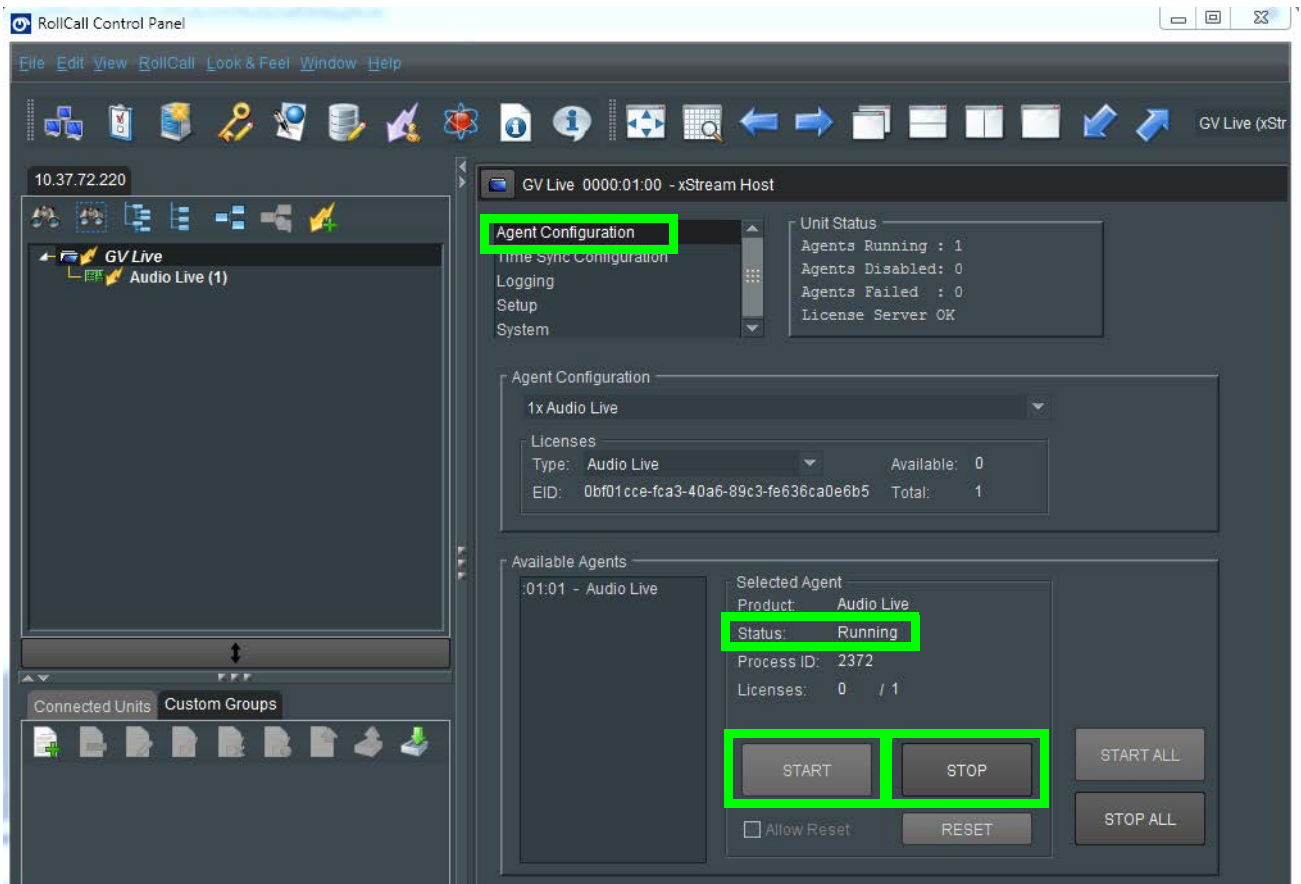 RollCall Control Panel
File Edit View RollCall Look & Feel Window Help
GV Live (xStr
10.37.72.220
GV Live
Audio Live (1)
Connected Units Custom Groups
GV Live 0000:01:00 - xStream Host
Agent Configuration
Time Sync Configuration
Logging
Setup
System
Unit Status
Agents Running : 1
Agents Disabled: 0
Agents Failed : 0
License Server OK
Agent Configuration
1x Audio Live
Licenses
Type: Audio Live Available: 0
EID: 0bf01cce-fca3-40a6-89c3-fe636ca0e6b5 Total: 1
Available Agents
:01:01 - Audio Live
Selected Agent
Product: Audio Live
Status: Running
Process ID: 2372
Licenses: 0 / 1
START STOP
Allow Reset RESET
START ALL
STOP ALL